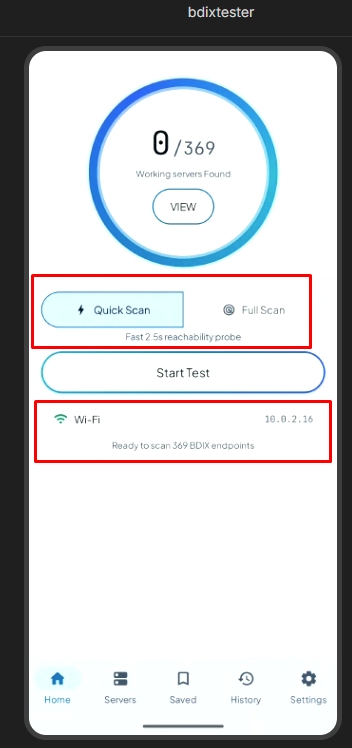 bdixtester
0/369
Working servers Found
VIEW
Quick Scan
Full Scan
Fast 2.5s reachability probe
Start Test
Wi-Fi
10.0.2.16
Ready to scan 369 BDIX endpoints
Home
Servers
Saved
History
Settings